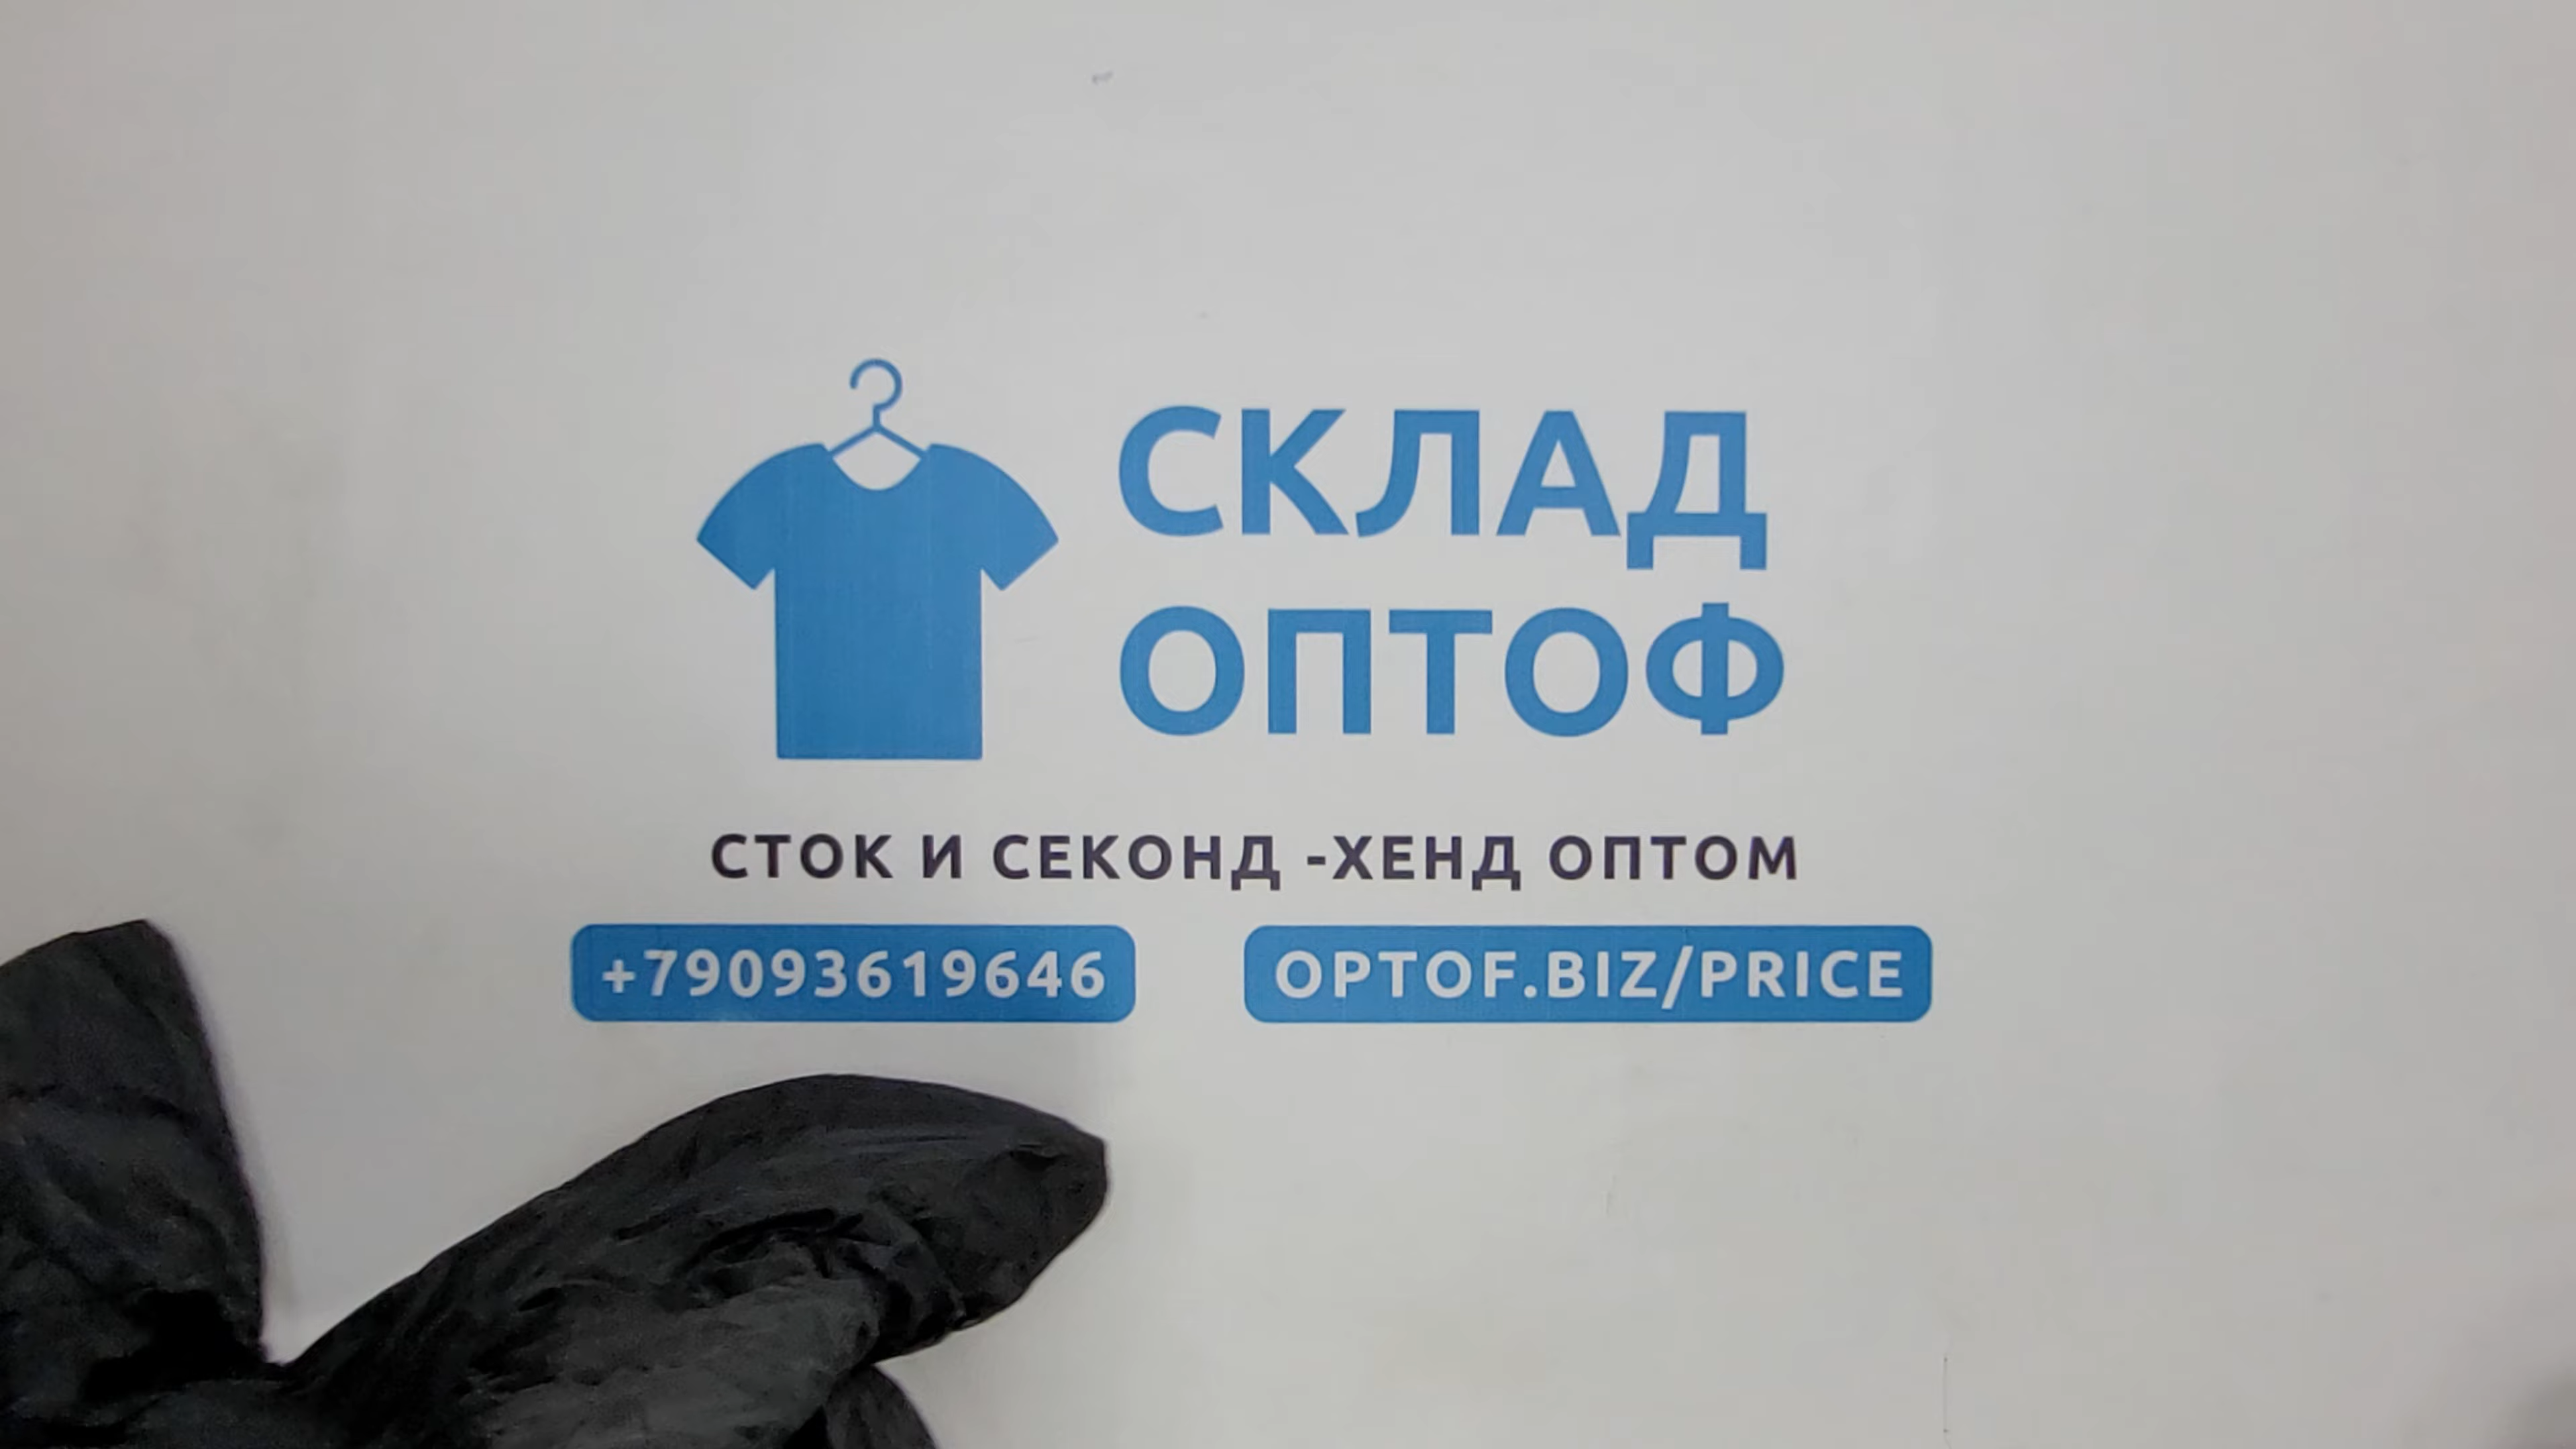 СКЛАД
ОПТОФ
СТОК И СЕКОНД -ХЕНД ОПТОМ
+79093619646
OPTOF.BIZ/PRICE